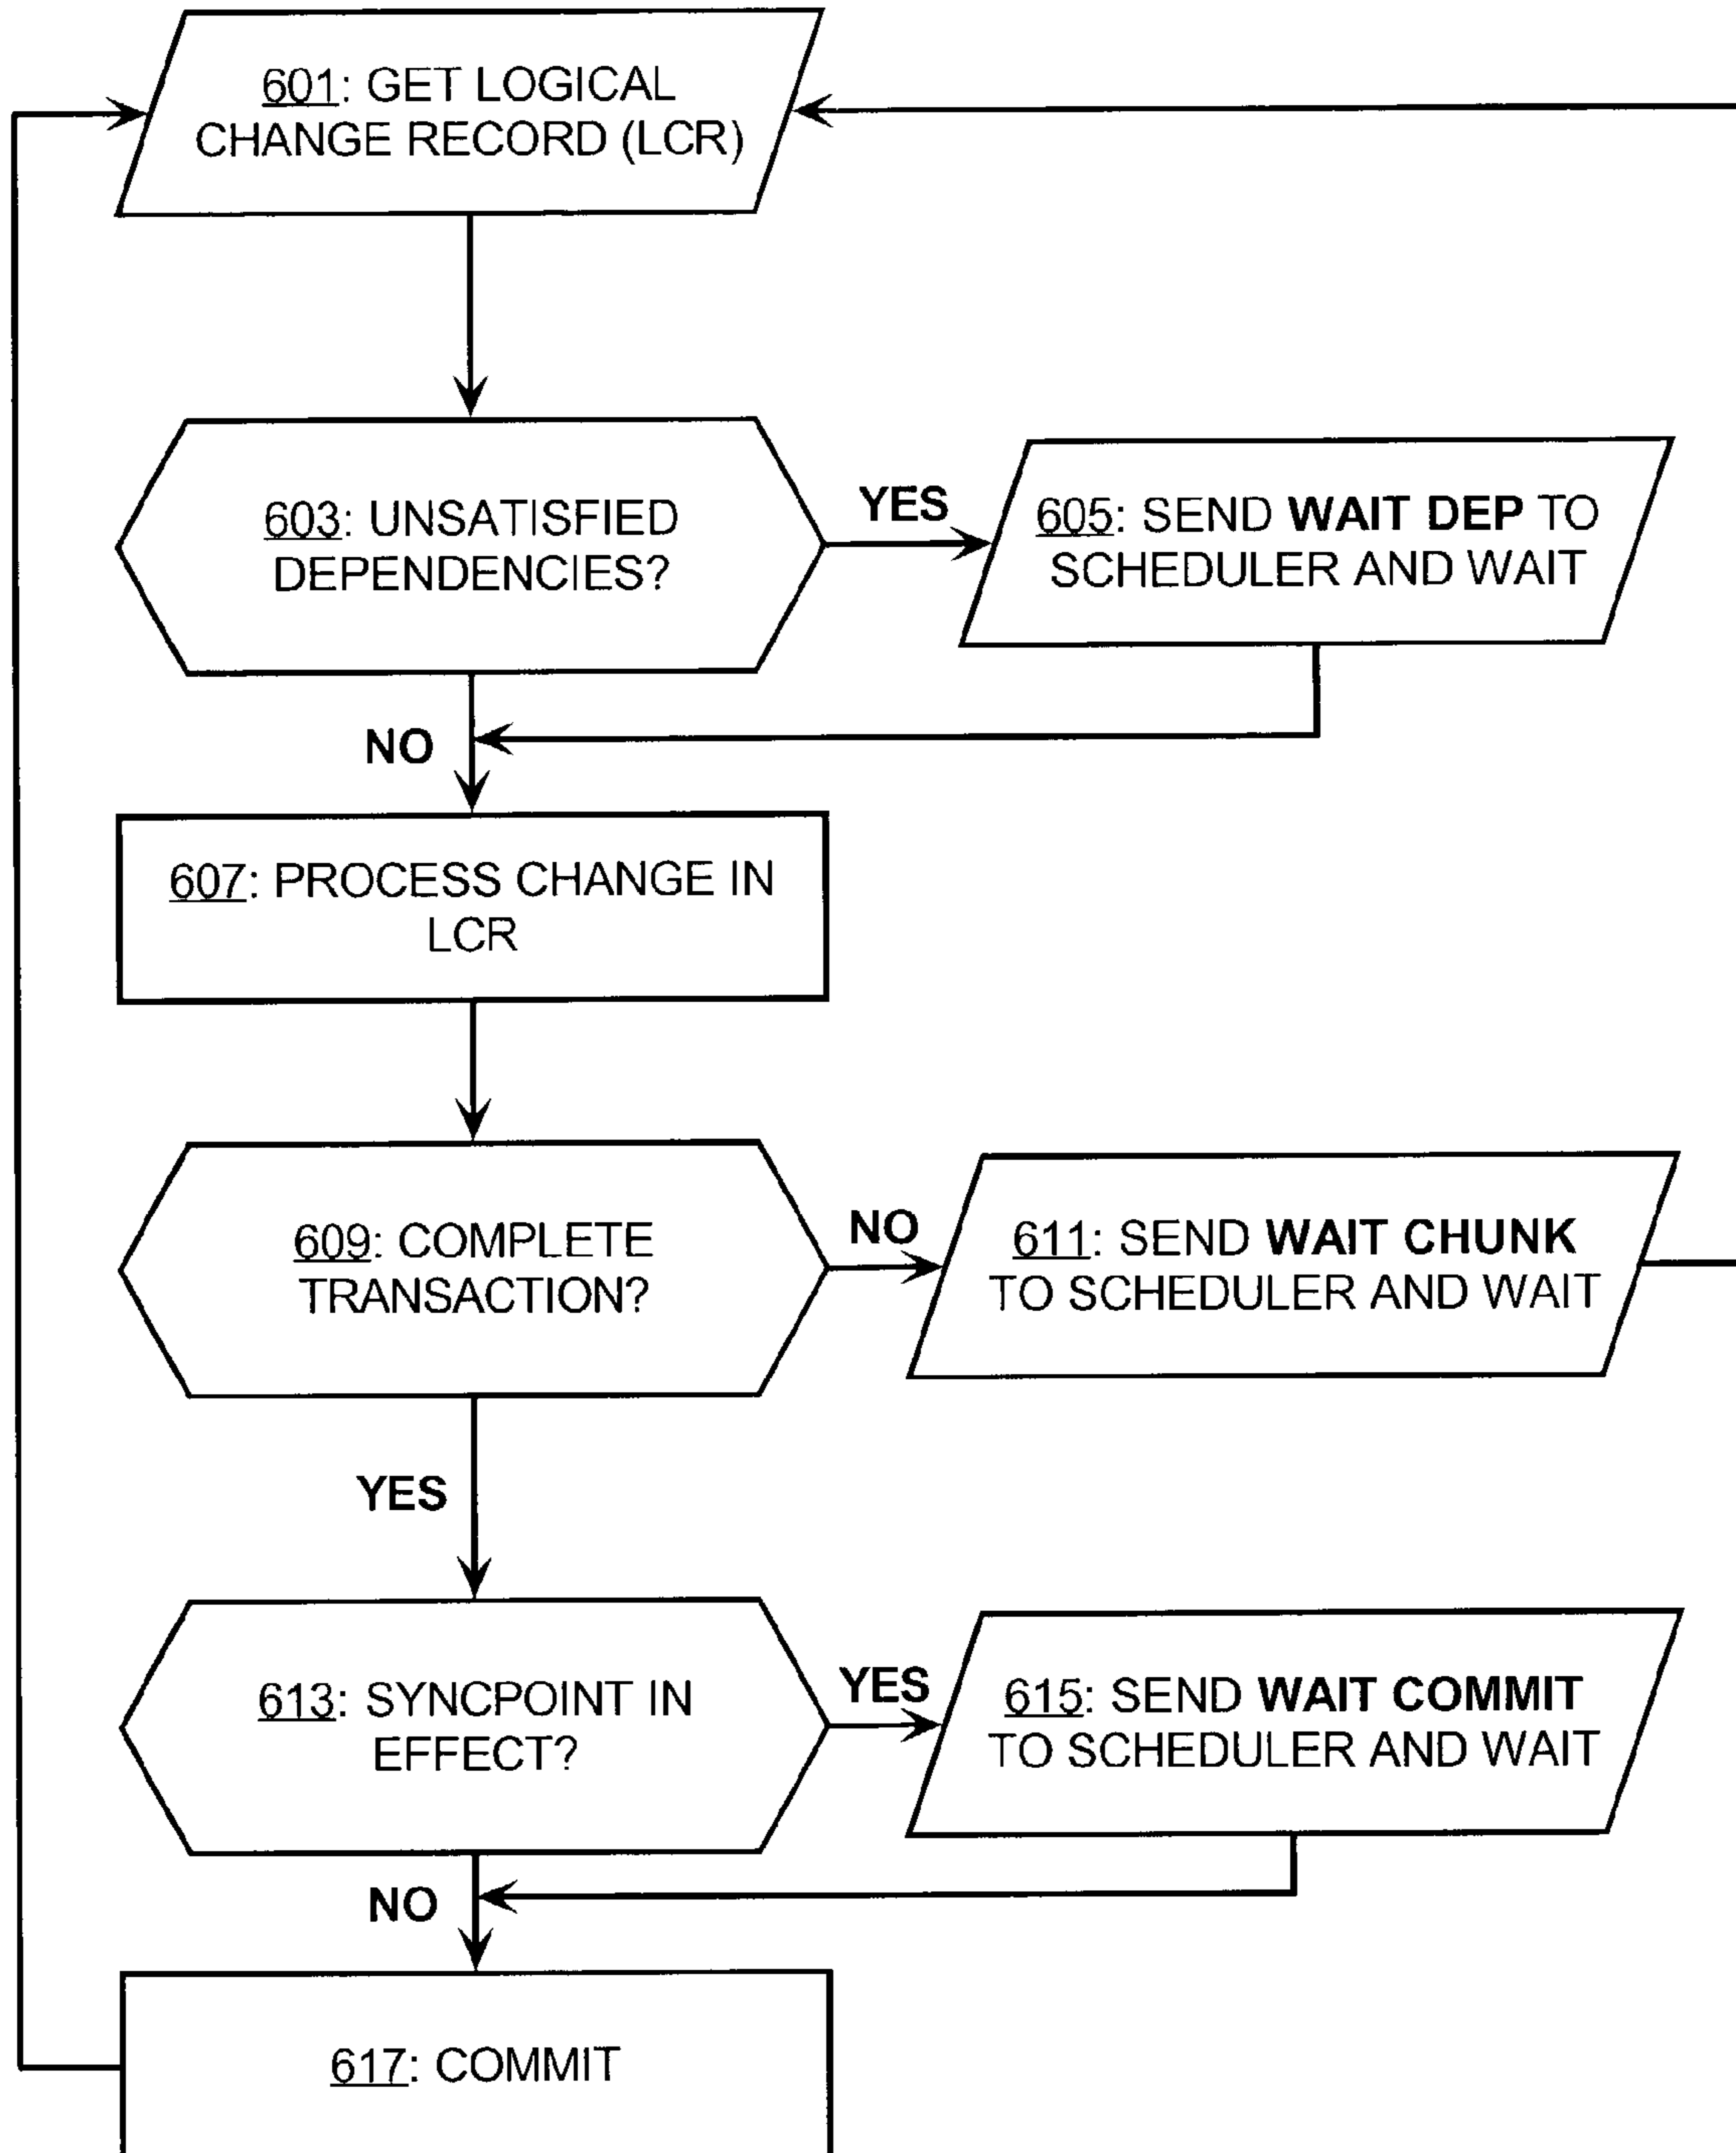 601: GET LOGICAL
CHANGE RECORD (LCR)
603: UNSATISFIED
DEPENDENCIES?
YES
605: SEND WAIT DEP TO
SCHEDULER AND WAIT
NO
607: PROCESS CHANGE IN
LCR
609: COMPLETE
TRANSACTION?
NO
611: SEND WAIT CHUNK
TO SCHEDULER AND WAIT
YES
613: SYNCPOINT IN
EFFECT?
YES
615: SEND WAIT COMMIT
TO SCHEDULER AND WAIT
NO
617: COMMIT